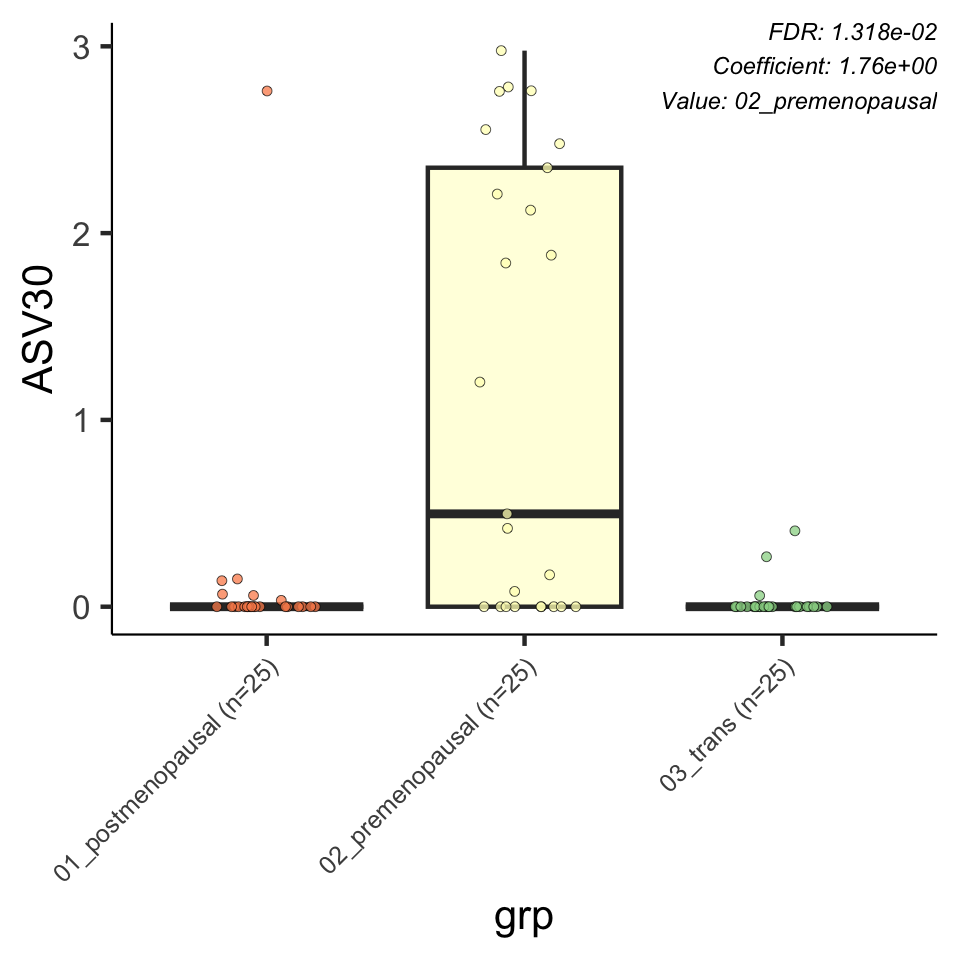 FDR: 1.318e-02
Coefficient: 1.76e+00
Value: 02_premenopausal
ASV30
3
2
1
0
01_postmenopausal (n=25)
02_premenopausal (n=25)
03_trans (n=25)
grp